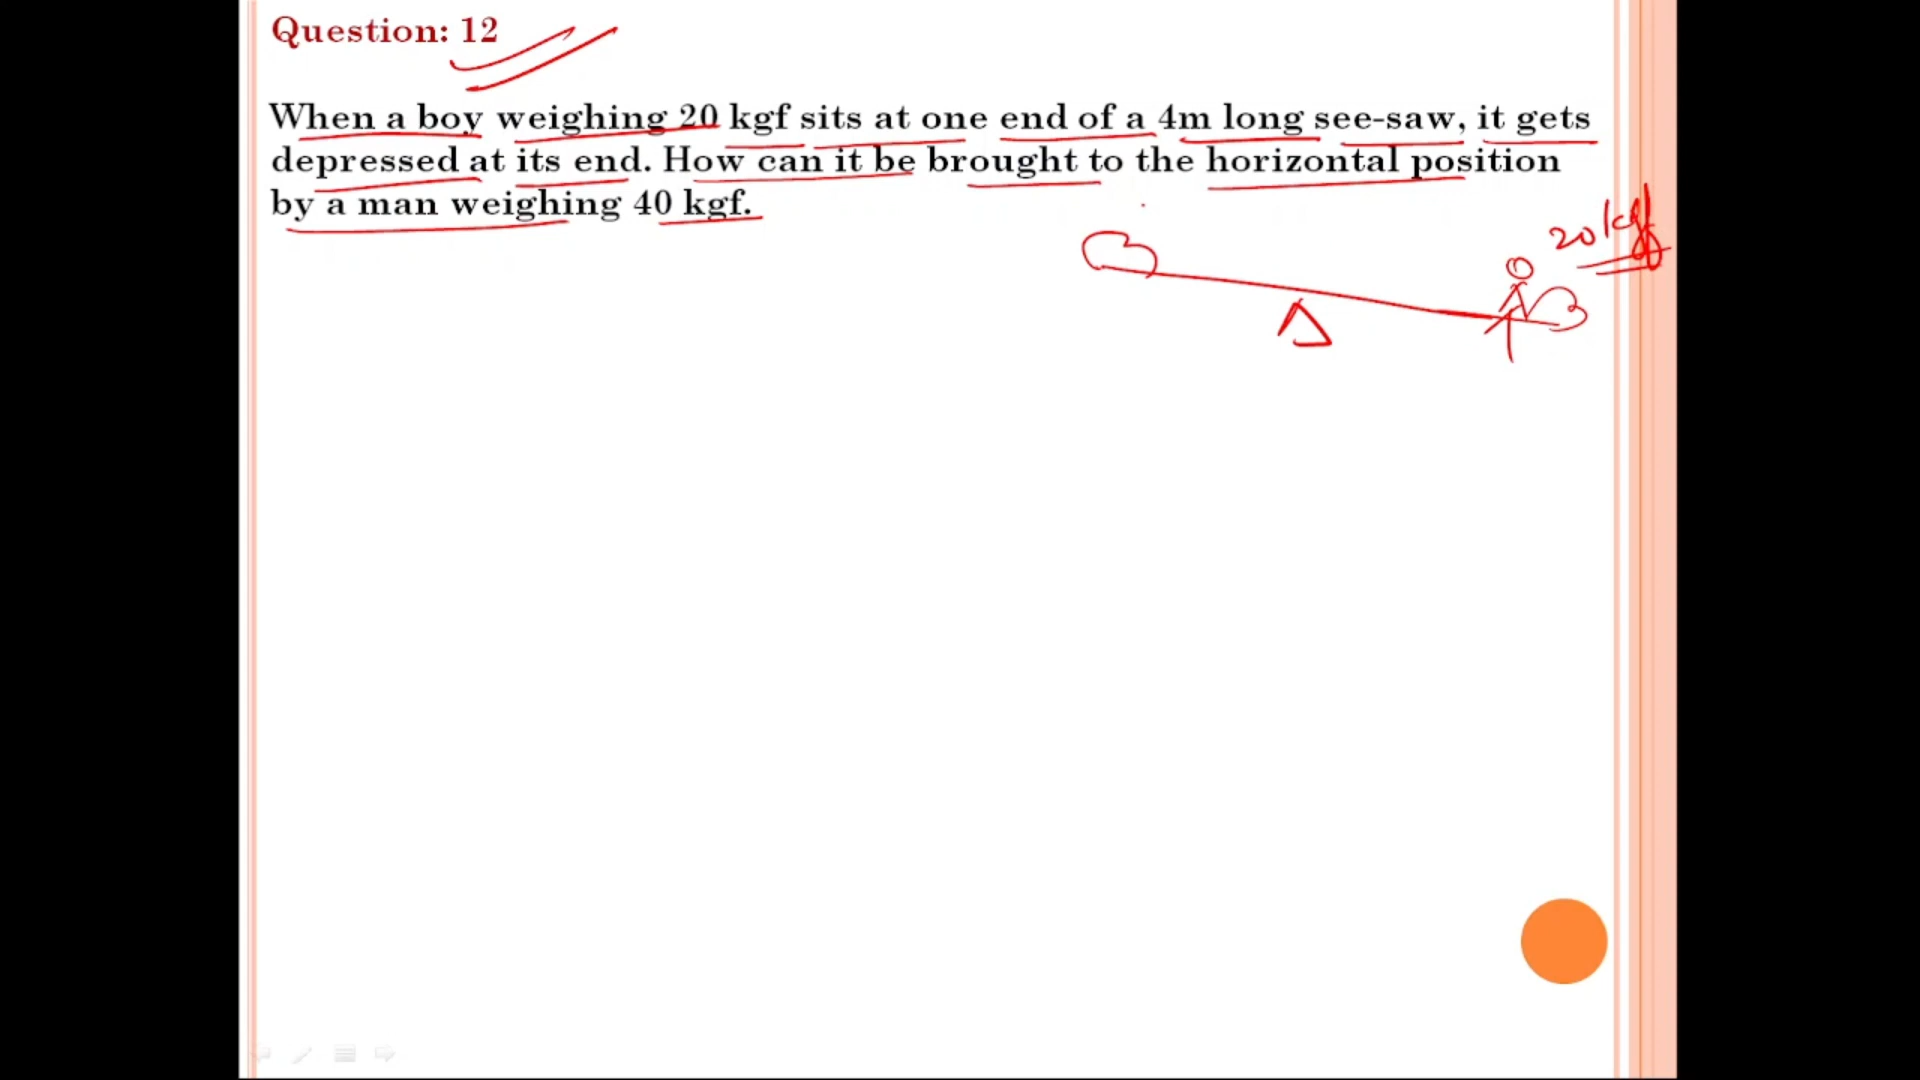 Question: 12
When a boy weighing 20 kgf sits at one end of a 4m long see-saw, it gets
depressed at its end. How can it be brought to the horizontal position
by a man weighing 40 kgf.
20 kgf